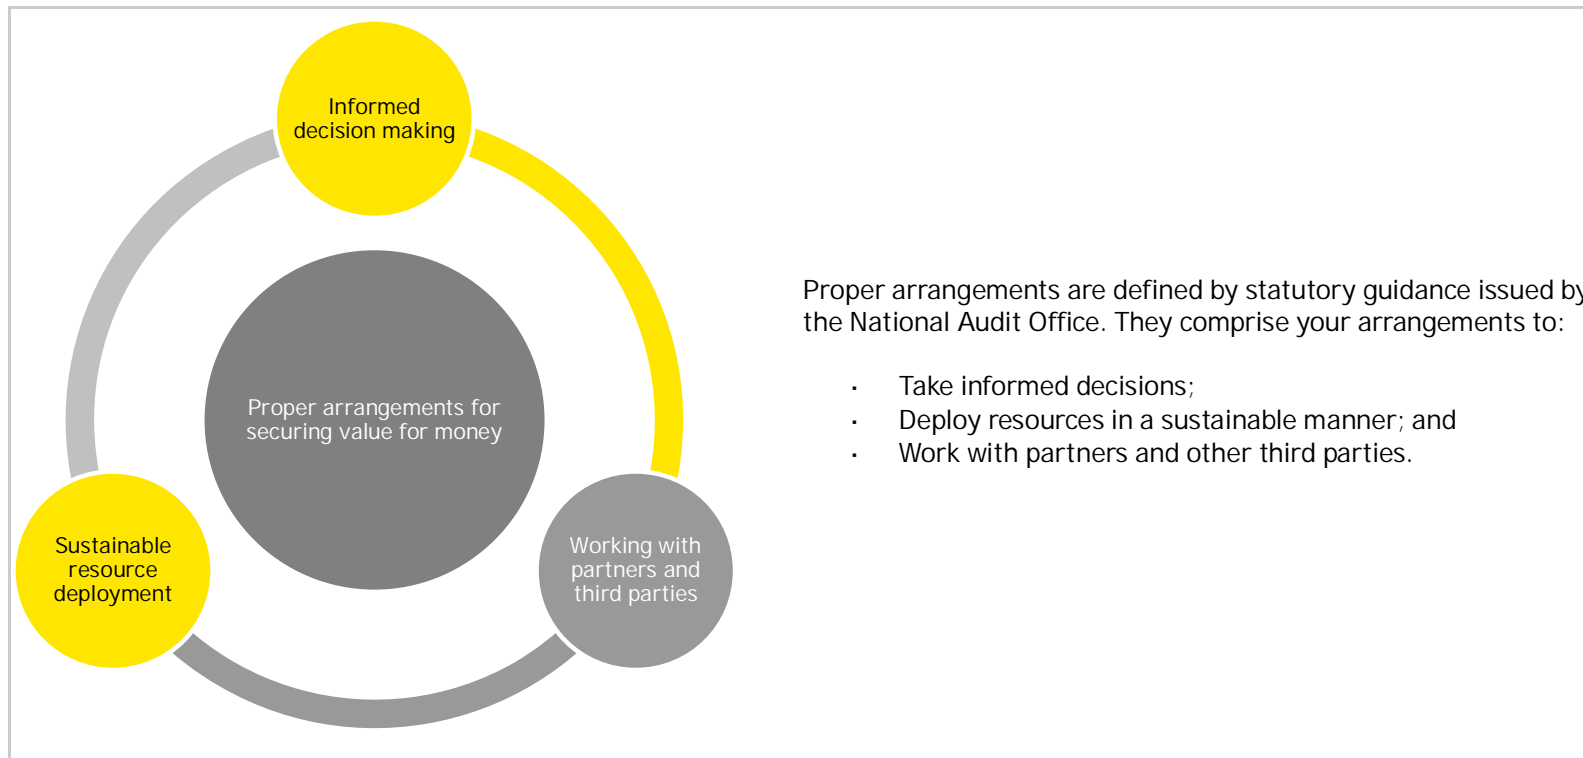 Informed
decision making
Proper arrangements for
securing value for money
Sustainable
resource
deployment
Working with
partners and
third parties
Proper arrangements are defined by statutory guidance issued by
the National Audit Office. They comprise your arrangements to:
· Take informed decisions;
· Deploy resources in a sustainable manner; and
· Work with partners and other third parties.